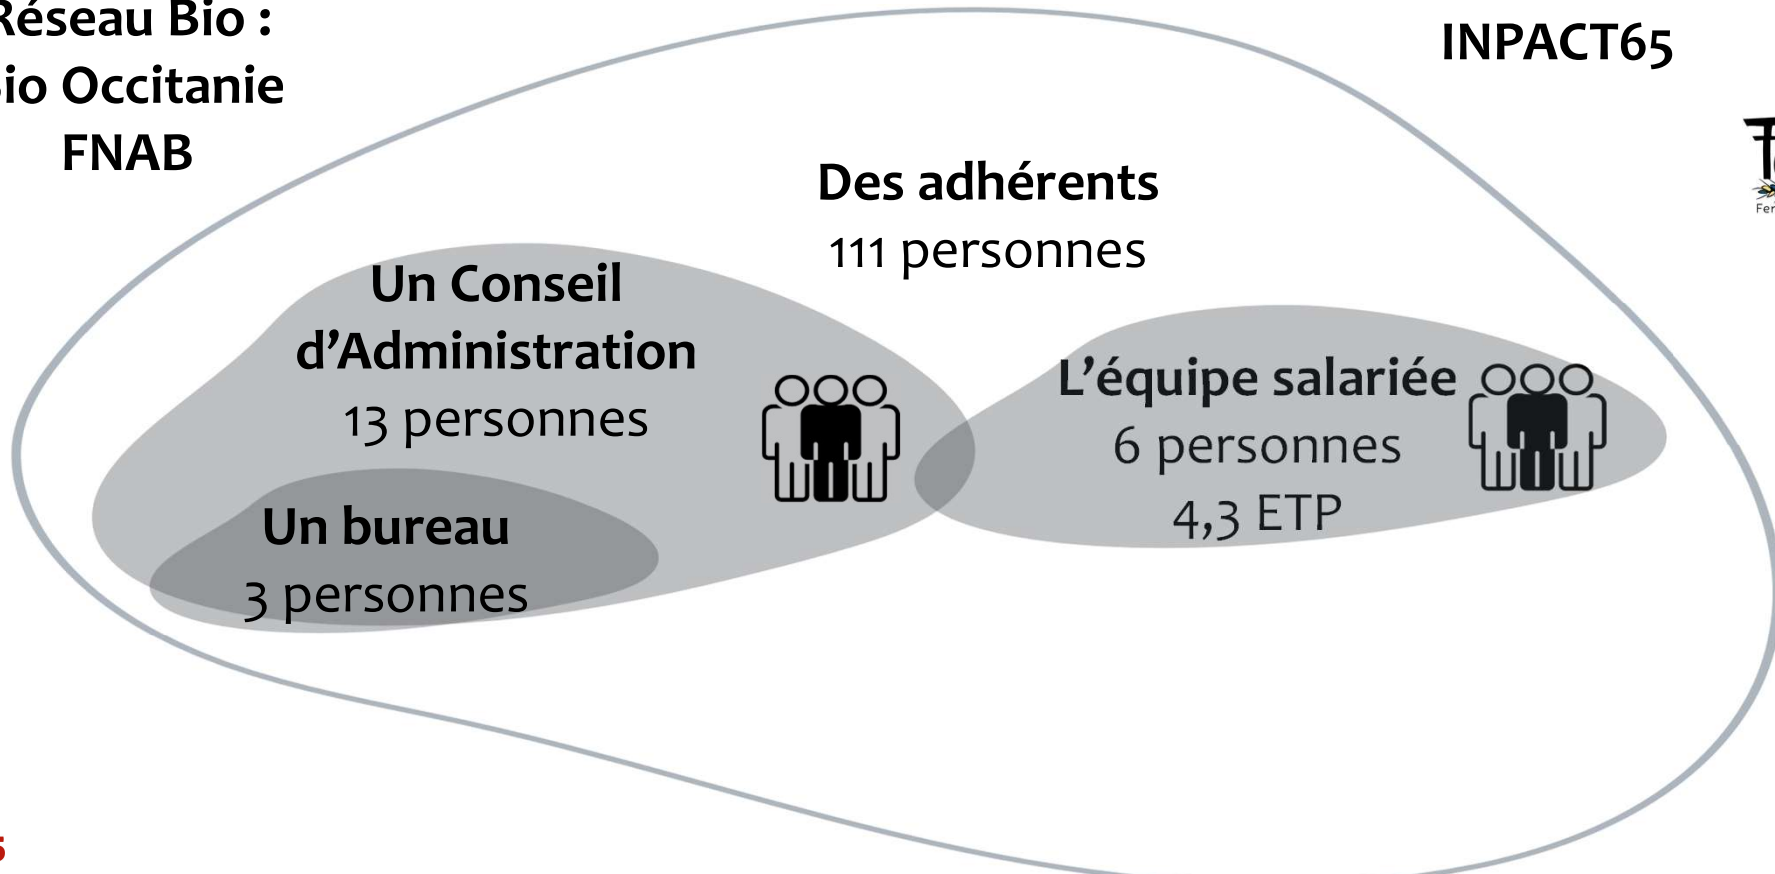 Réseau Bio :
Bio Occitanie
FNAB
INPACT65
Des adhérents
111 personnes
Un Conseil
d’Administration
13 personnes
L’équipe salariée
6 personnes
4,3 ETP
Un bureau
3 personnes